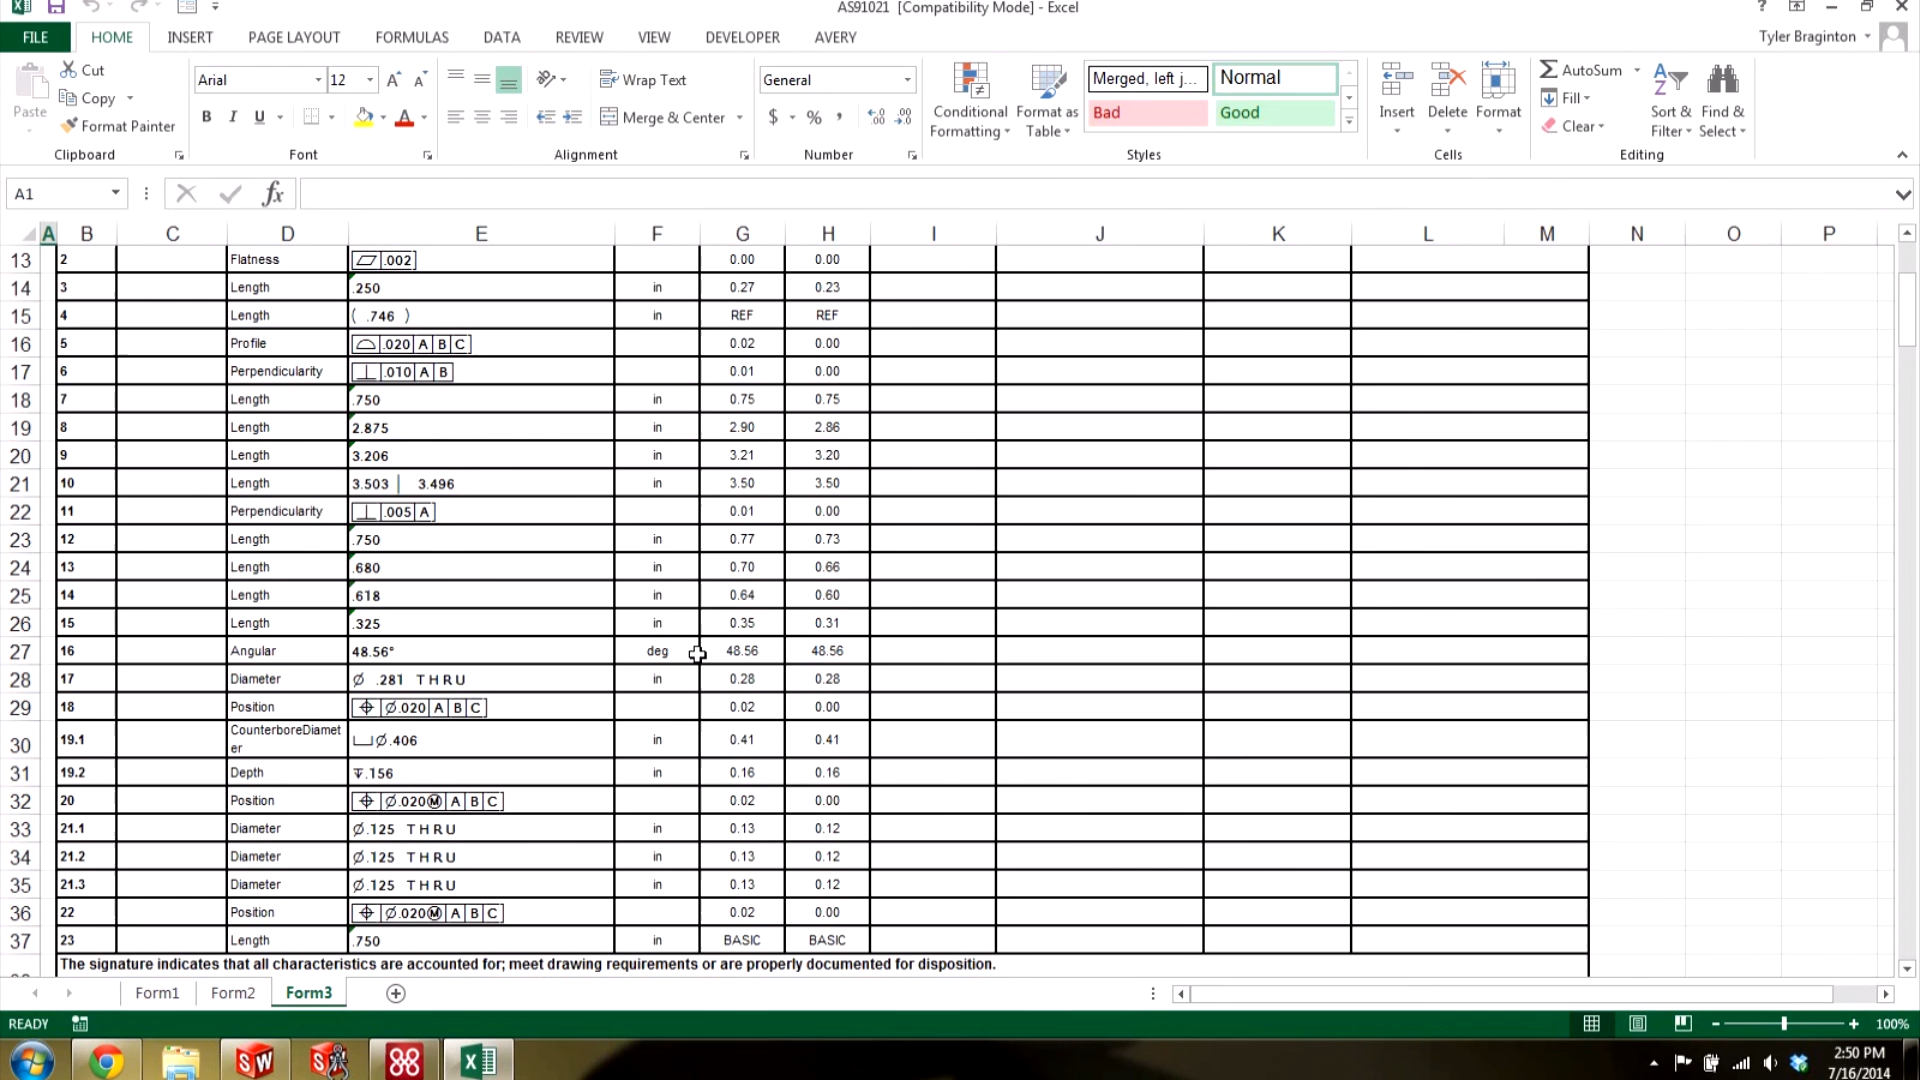 AS91021 [Compatibility Mode] - Excel
FILE HOME INSERT PAGE LAYOUT FORMULAS DATA REVIEW VIEW DEVELOPER AVERY Tyler Braginton
Paste Cut Copy Format Painter Clipboard
Arial 12 B I U Font
Wrap Text Merge & Center Alignment
General $ % , Number
Conditional Formatting Format as Table Merged, left j... Normal Bad Good Styles
Insert Delete Format Cells
AutoSum Fill Clear Sort & Filter Find & Select Editing
A1 fx
A B C D E F G H I J K L M N O P
13 2 Flatness ⏥ .002 0.00 0.00
14 3 Length .250 in 0.27 0.23
15 4 Length ( .746 ) in REF REF
16 5 Profile ⌓ .020 A B C 0.02 0.00
17 6 Perpendicularity ⊥ .010 A B 0.01 0.00
18 7 Length .750 in 0.75 0.75
19 8 Length 2.875 in 2.90 2.86
20 9 Length 3.206 in 3.21 3.20
21 10 Length 3.503 | 3.496 in 3.50 3.50
22 11 Perpendicularity ⊥ .005 A 0.01 0.00
23 12 Length .750 in 0.77 0.73
24 13 Length .680 in 0.70 0.66
25 14 Length .618 in 0.64 0.60
26 15 Length .325 in 0.35 0.31
27 16 Angular 48.56° deg 48.56 48.56
28 17 Diameter ∅ .281 THRU in 0.28 0.28
29 18 Position ⌖ ∅.020 A B C 0.02 0.00
30 19.1 CounterboreDiameter ⌴∅.406 in 0.41 0.41
31 19.2 Depth ↧.156 in 0.16 0.16
32 20 Position ⌖ ∅.020Ⓜ A B C 0.02 0.00
33 21.1 Diameter ∅.125 THRU in 0.13 0.12
34 21.2 Diameter ∅.125 THRU in 0.13 0.12
35 21.3 Diameter ∅.125 THRU in 0.13 0.12
36 22 Position ⌖ ∅.020Ⓜ A B C 0.02 0.00
37 23 Length .750 in BASIC BASIC
The signature indicates that all characteristics are accounted for; meet drawing requirements or are properly documented for disposition.
Form1 Form2 Form3
READY 100%
2:50 PM
7/16/2014